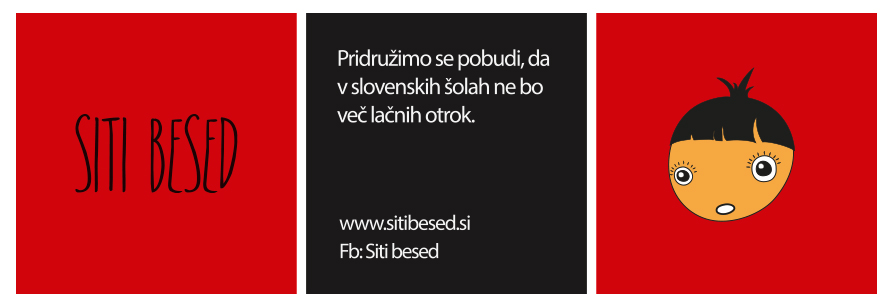 SITI BESED
Pridružimo se pobudi, da
v slovenskih šolah ne bo
več lačnih otrok.
www.sitibesed.si
Fb: Siti besed